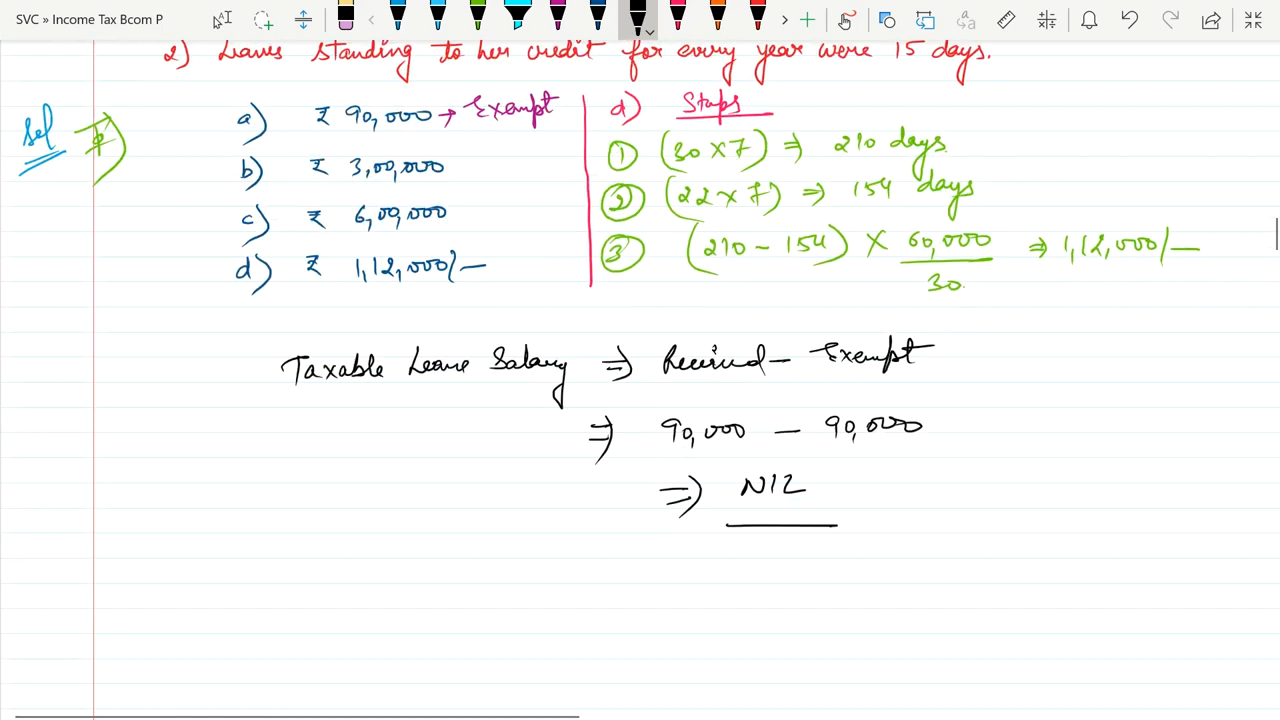 SVC » Income Tax Bcom P
2) Leaves standing to her credit for every year were 15 days.
Sol
a) ₹ 90,000 → Exempt
b) ₹ 3,00,000
c) ₹ 6,00,000
d) ₹ 1,12,000/-
d) Steps
① (30 × 7) ⇒ 210 days
② (22 × 7) ⇒ 154 days
③ (210 - 154) × 60,000 ⇒ 1,12,000/-
30
Taxable Leave Salary ⇒ Received - Exempt
⇒ 90,000 - 90,000
⇒ NIL